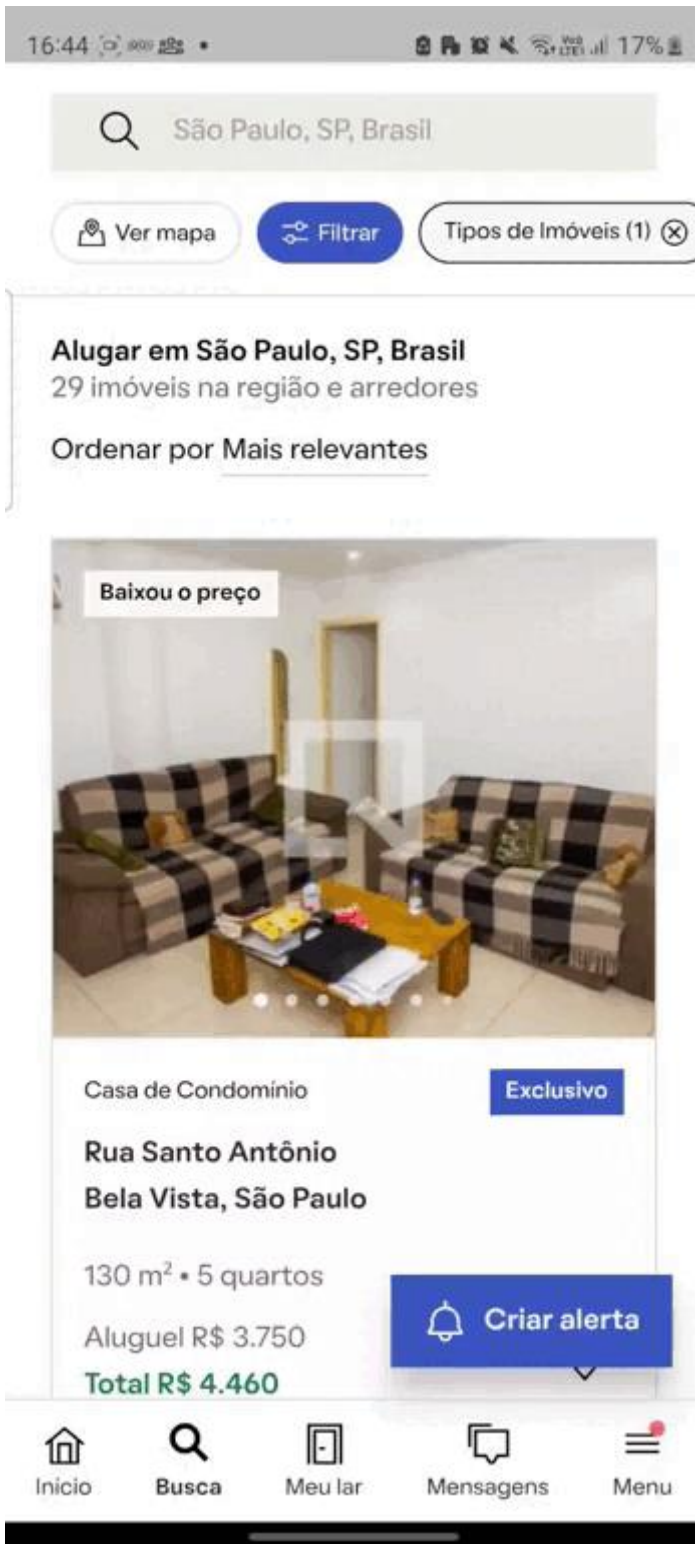 16:44
17%
São Paulo, SP, Brasil
Ver mapa
Filtrar
Tipos de Imóveis (1)
Alugar em São Paulo, SP, Brasil
29 imóveis na região e arredores
Ordenar por Mais relevantes
Baixou o preço
Casa de Condomínio
Exclusivo
Rua Santo Antônio
Bela Vista, São Paulo
130 m² • 5 quartos
Aluguel R$ 3.750
Criar alerta
Total R$ 4.460
Início
Busca
Meu lar
Mensagens
Menu